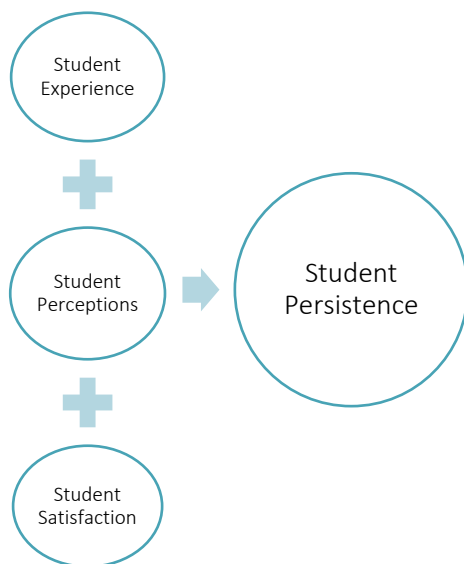 Student
Experience
Student
Perceptions
Student
Satisfaction
Student
Persistence